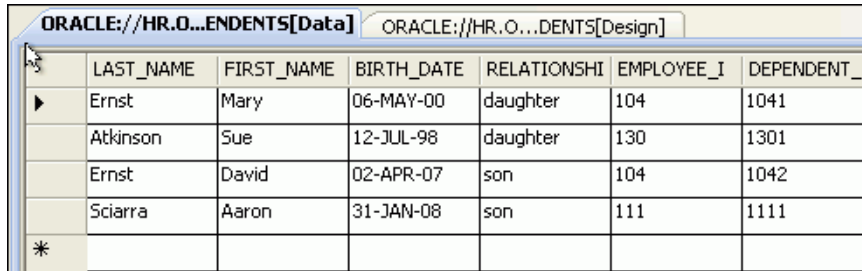 ORACLE://HR.O...ENDENTS[Data] ORACLE://HR.O...DENTS[Design]
LAST_NAME FIRST_NAME BIRTH_DATE RELATIONSHI EMPLOYEE_I DEPENDENT_
Ernst Mary 06-MAY-00 daughter 104 1041
Atkinson Sue 12-JUL-98 daughter 130 1301
Ernst David 02-APR-07 son 104 1042
Sciarra Aaron 31-JAN-08 son 111 1111